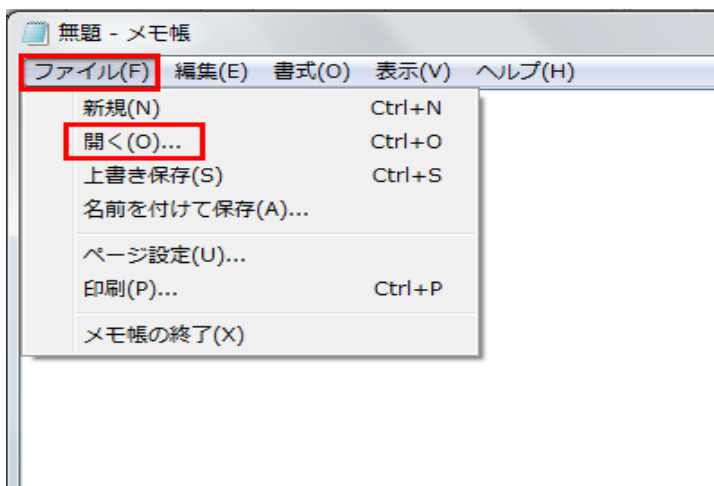 無題 - メモ帳
ファイル(F) 編集(E) 書式(O) 表示(V) ヘルプ(H)
新規(N) Ctrl+N
開く(O)... Ctrl+O
上書き保存(S) Ctrl+S
名前を付けて保存(A)...
ページ設定(U)...
印刷(P)... Ctrl+P
メモ帳の終了(X)